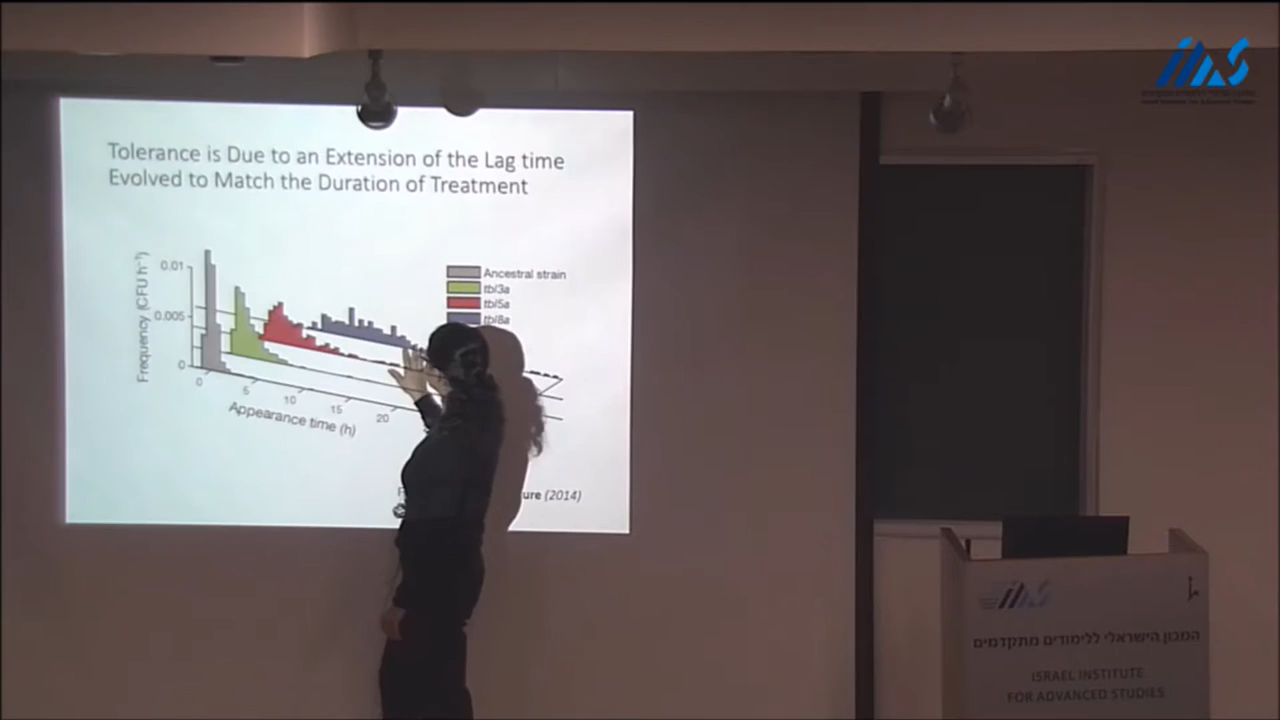 Tolerance is Due to an Extension of the Lag time
Evolved to Match the Duration of Treatment
Frequency (CFU h⁻¹)
0.01
0.005
0
0
5
10
15
20
Appearance time (h)
Ancestral strain
tbl3a
tbl5a
tbl8a
ure (2014)
ias
ias
המכון הישראלי ללימודים מתקדמים
ISRAEL INSTITUTE
FOR ADVANCED STUDIES